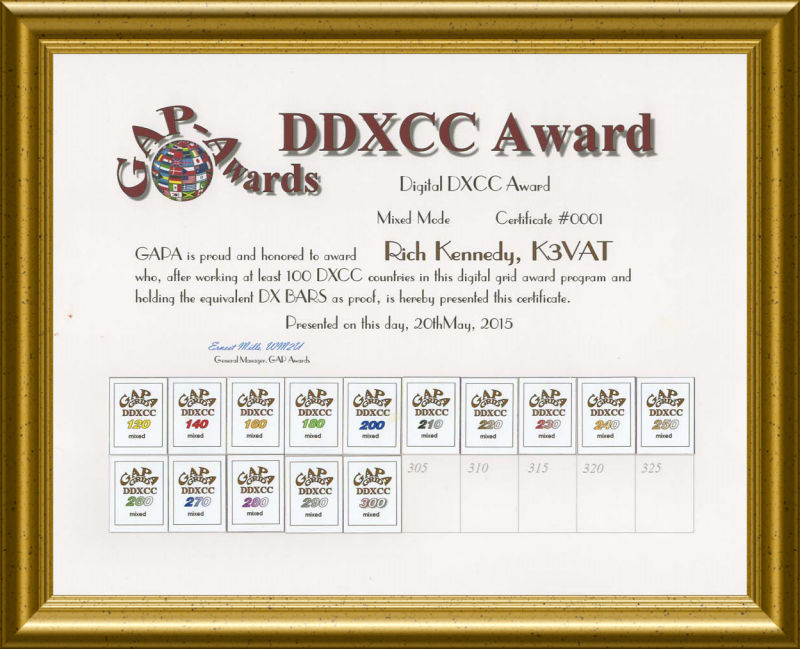 GAP-Awards
DDXCC Award
Digital DXCC Award
Mixed Mode Certificate #0001
GAPA is proud and honored to award Rich Kennedy, K3VAT
who, after working at least 100 DXCC countries in this digital grid award program and
holding the equivalent DX BARS as proof, is hereby presented this certificate.
Presented on this day, 20thMay, 2015
Ernest Mills, WM2U
General Manager, GAP Awards
GAP GAP GAP GAP GAP GAP GAP GAP GAP GAP
DDXCC DDXCC DDXCC DDXCC DDXCC DDXCC DDXCC DDXCC DDXCC DDXCC
120 140 160 180 200 210 220 230 240 250
mixed mixed mixed mixed mixed mixed mixed mixed mixed mixed
GAP GAP GAP GAP GAP 305 310 315 320 325
DDXCC DDXCC DDXCC DDXCC DDXCC
260 270 280 290 300
mixed mixed mixed mixed mixed